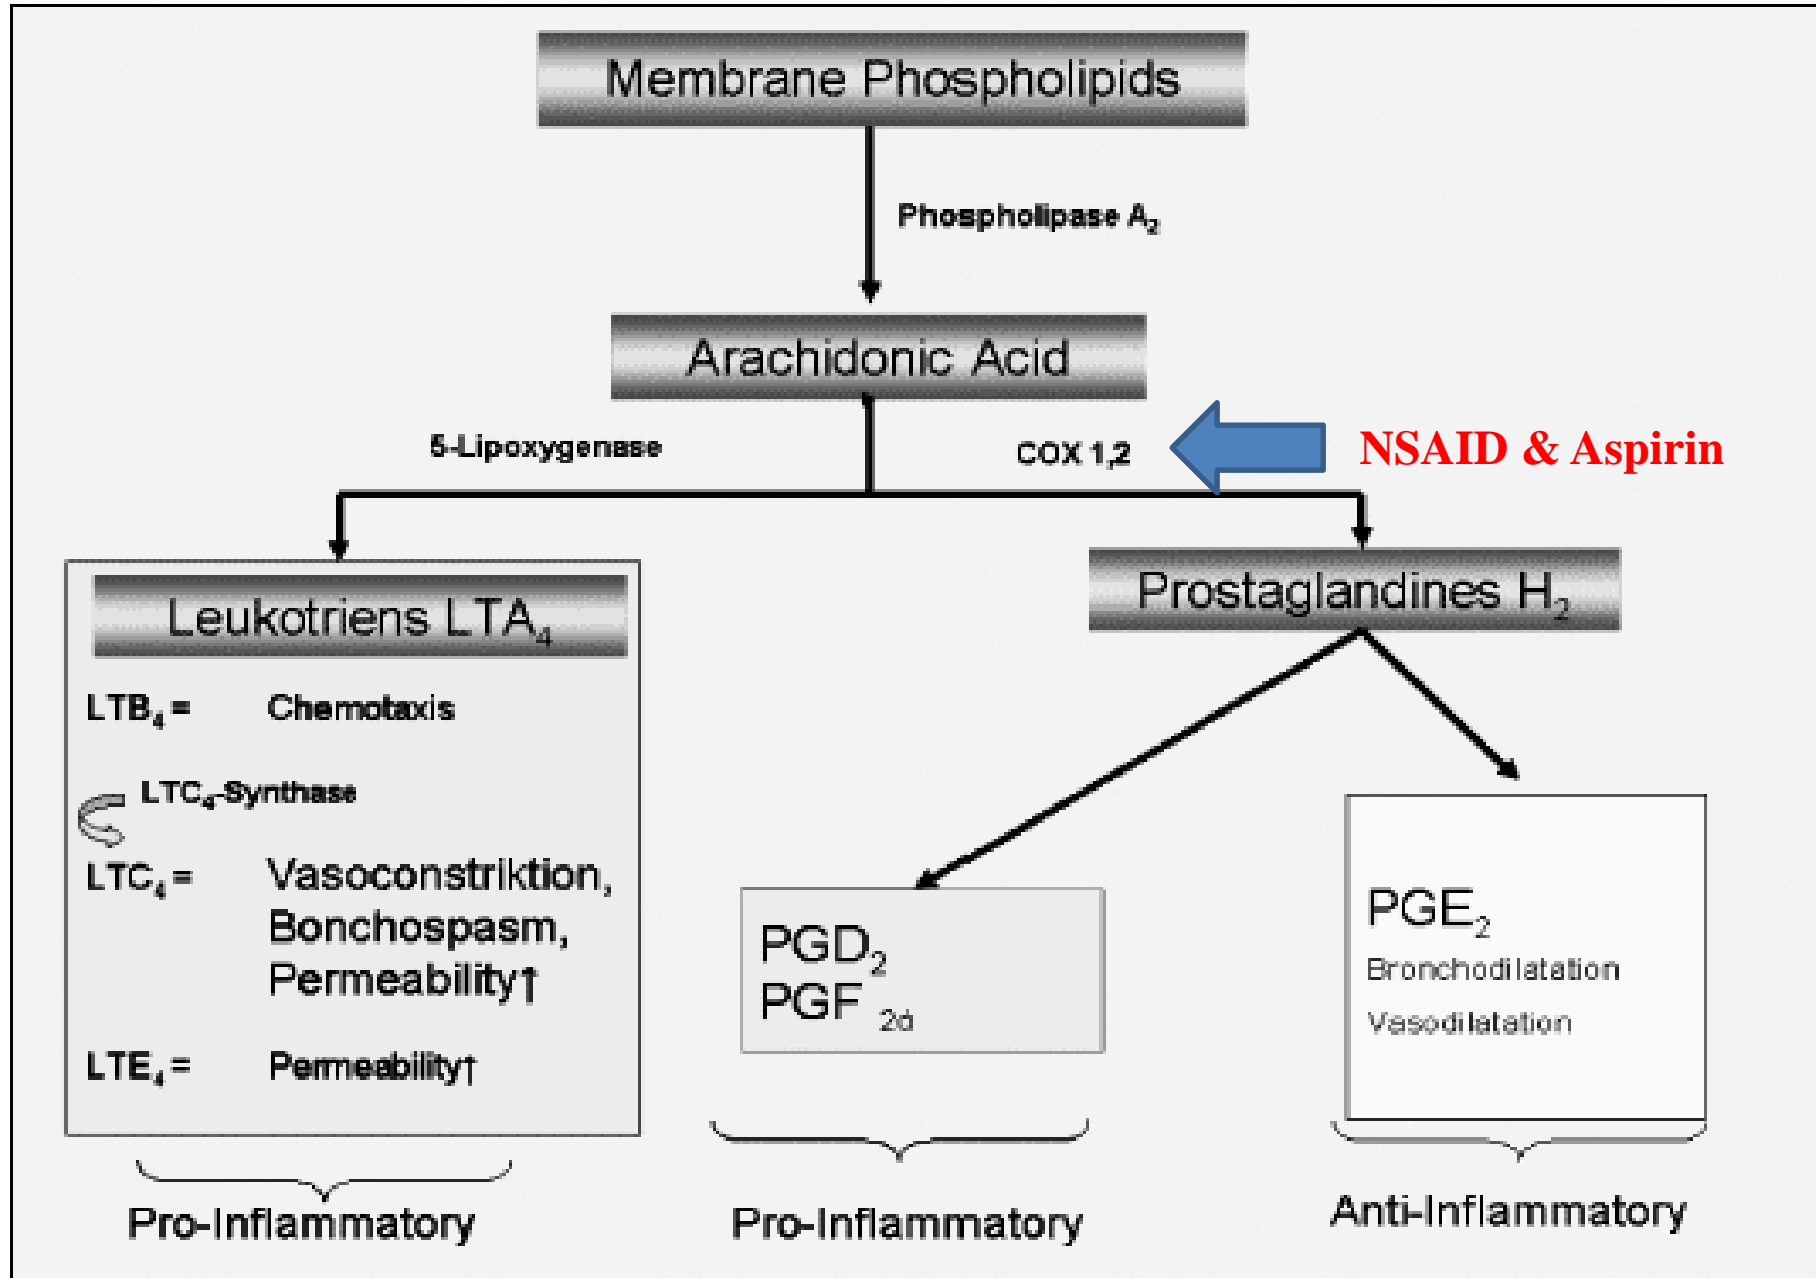 Membrane Phospholipids
Phospholipase A₂
Arachidonic Acid
5-Lipoxygenase
COX 1,2
NSAID & Aspirin
Leukotriens LTA₄
LTB₄ = Chemotaxis
LTC₄-Synthase
LTC₄ = Vasoconstriktion,
Bonchospasm,
Permeability↑
LTE₄ = Permeability↑
Pro-Inflammatory
Prostaglandines H₂
PGD₂
PGF 2d
Pro-Inflammatory
PGE₂
Bronchodilatation
Vasodilatation
Anti-Inflammatory